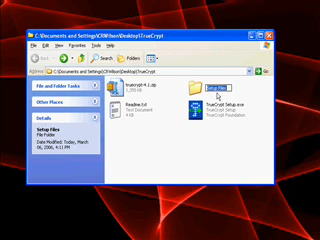 C:\Documents and Settings\CRWilson\Desktop\TrueCrypt
File Edit View Favorites Tools Help
Back Search Folders
Address C:\Documents and Settings\CRWilson\Desktop\TrueCrypt Go
File and Folder Tasks
Other Places
Details
Setup Files
File Folder
Date Modified: Today, March 06, 2006, 4:11 PM
truecrypt-4.1.zip
Setup Files
Readme.txt
Text Document
4 KB
TrueCrypt Setup.exe
TrueCrypt Setup
TrueCrypt Foundation